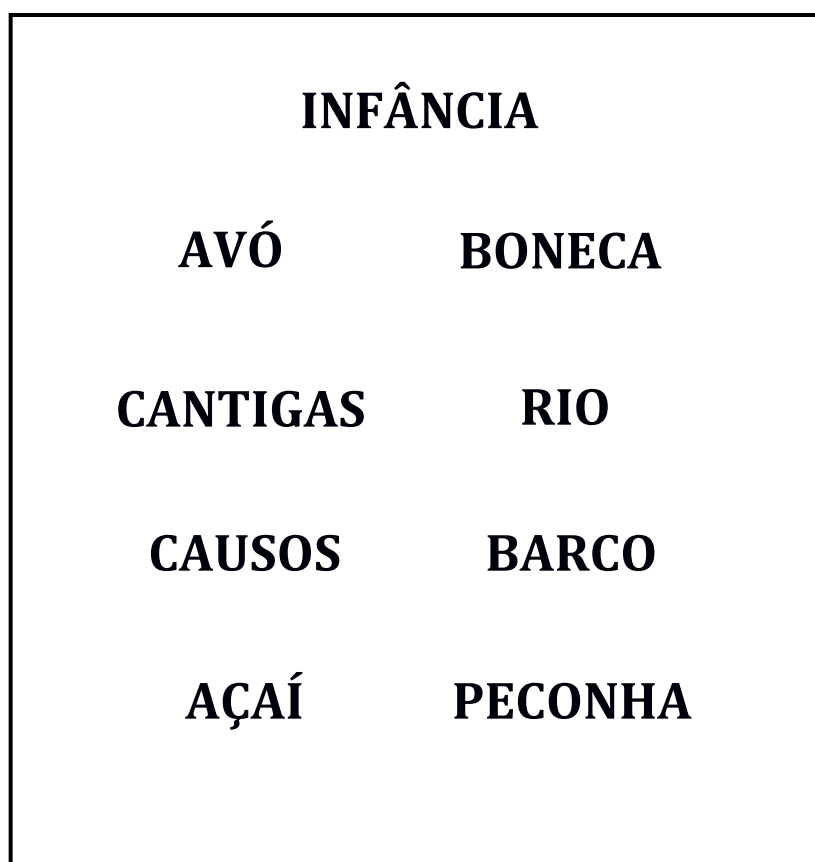 INFÂNCIA
AVÓ BONECA
CANTIGAS RIO
CAUSOS BARCO
AÇAÍ PECONHA